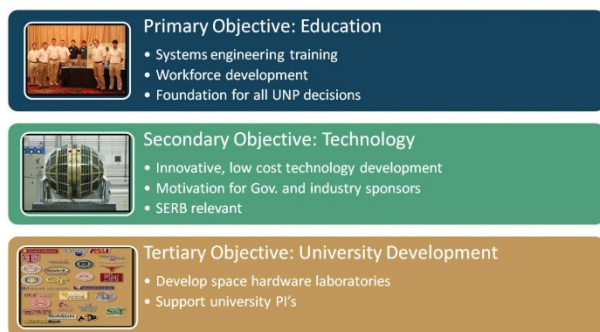 Primary Objective: Education
• Systems engineering training
• Workforce development
• Foundation for all UNP decisions
Secondary Objective: Technology
• Innovative, low cost technology development
• Motivation for Gov. and industry sponsors
• SERB relevant
Tertiary Objective: University Development
• Develop space hardware laboratories
• Support university PI's